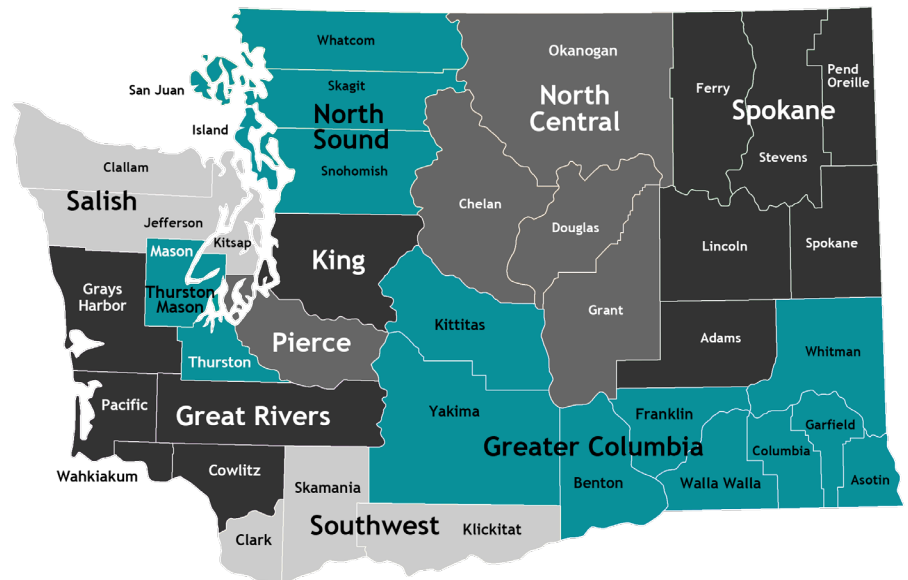 Whatcom
Okanogan
Pend
Oreille
San Juan
Skagit
North
Sound
North
Central
Ferry
Spokane
Island
Stevens
Clallam
Snohomish
Salish
Chelan
Jefferson
Douglas
Kitsap
Lincoln
Spokane
Mason
King
Grays
Harbor
Thurston
Mason
Kittitas
Grant
Pierce
Adams
Whitman
Thurston
Pacific
Great Rivers
Yakima
Franklin
Garfield
Greater Columbia
Columbia
Wahkiakum
Cowlitz
Skamania
Benton
Walla Walla
Asotin
Southwest
Klickitat
Clark